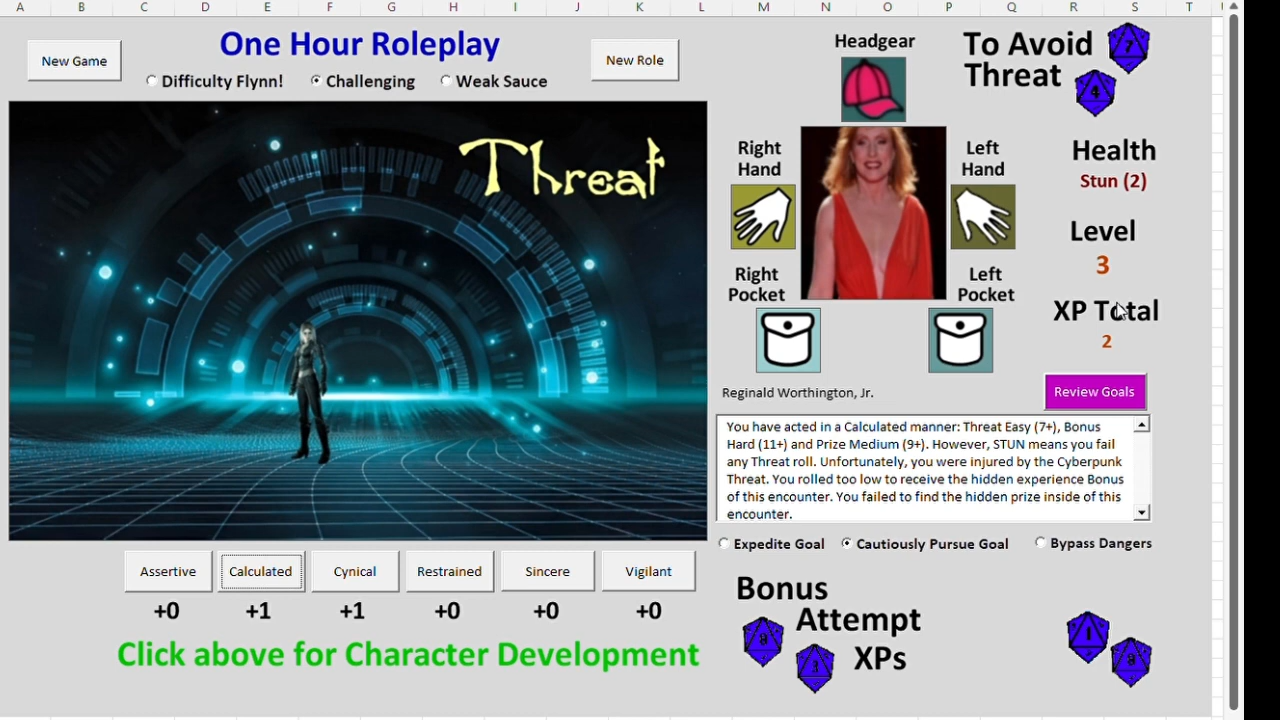 A B C D E F G H I J K L M N O P Q R S T
New Game
One Hour Roleplay
New Role
Difficulty Flynn! Challenging Weak Sauce
Threat
Headgear
To Avoid
Threat
7
4
Right
Hand
Left
Hand
Health
Stun (2)
Level
3
Right
Pocket
Left
Pocket
XP Total
2
Reginald Worthington, Jr.
Review Goals
You have acted in a Calculated manner: Threat Easy (7+), Bonus
Hard (11+) and Prize Medium (9+). However, STUN means you fail
any Threat roll. Unfortunately, you were injured by the Cyberpunk
Threat. You rolled too low to receive the hidden experience Bonus
of this encounter. You failed to find the hidden prize inside of this
encounter.
Expedite Goal Cautiously Pursue Goal Bypass Dangers
Assertive Calculated Cynical Restrained Sincere Vigilant
+0 +1 +1 +0 +0 +0
Click above for Character Development
Bonus
Attempt
XPs